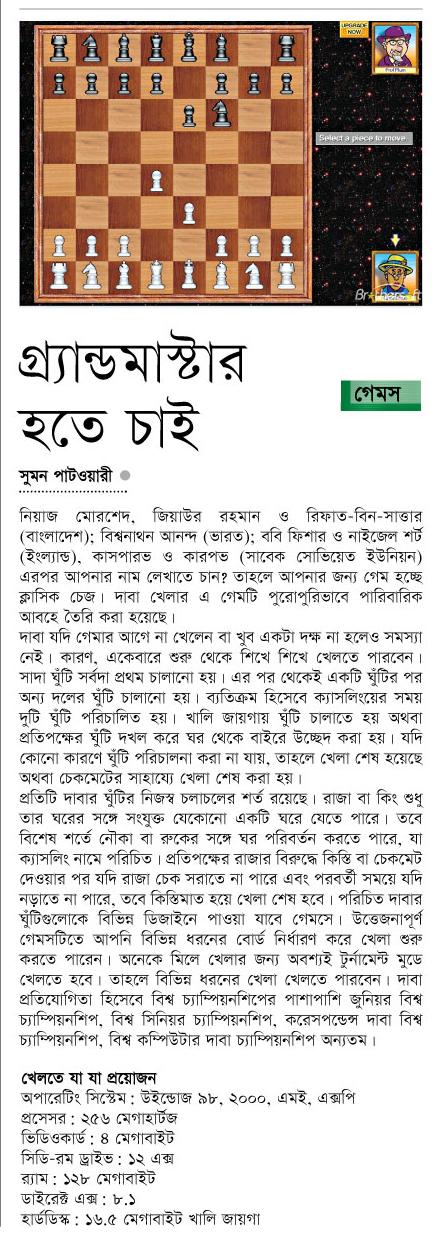 UPGRADE NOW
Prof Plum
Select a piece to move.
Brothersoft
গ্র্যান্ডমাস্টার
হতে চাই
গেমস
সুমন পাটওয়ারী
নিয়াজ মোরশেদ, জিয়াউর রহমান ও রিফাত-বিন-সাত্তার
(বাংলাদেশ); বিশ্বনাথন আনন্দ (ভারত); ববি ফিশার ও নাইজেল শর্ট
(ইংল্যান্ড), কাসপারভ ও কারপভ (সাবেক সোভিয়েত ইউনিয়ন)
এরপর আপনার নাম লেখাতে চান? তাহলে আপনার জন্য গেম হচ্ছে
ক্লাসিক চেজ। দাবা খেলার এ গেমটি পুরোপুরিভাবে পারিবারিক
আবহে তৈরি করা হয়েছে।
দাবা যদি গেমার আগে না খেলেন বা খুব একটা দক্ষ না হলেও সমস্যা
নেই। কারণ, একেবারে শুরু থেকে শিখে শিখে খেলতে পারবেন।
সাদা ঘুঁটি সর্বদা প্রথম চালানো হয়। এর পর থেকেই একটি ঘুঁটির পর
অন্য দলের ঘুঁটি চালানো হয়। ব্যতিক্রম হিসেবে ক্যাসলিংয়ের সময়
দুটি ঘুঁটি পরিচালিত হয়। খালি জায়গায় ঘুঁটি চালাতে হয় অথবা
প্রতিপক্ষের ঘুঁটি দখল করে ঘর থেকে বাইরে উচ্ছেদ করা হয়। যদি
কোনো কারণে ঘুঁটি পরিচালনা করা না যায়, তাহলে খেলা শেষ হয়েছে
অথবা চেকমেটের সাহায্যে খেলা শেষ করা হয়।
প্রতিটি দাবার ঘুঁটির নিজস্ব চলাচলের শর্ত রয়েছে। রাজা বা কিং শুধু
তার ঘরের সঙ্গে সংযুক্ত যেকোনো একটি ঘরে যেতে পারে। তবে
বিশেষ শর্তে নৌকা বা রুকের সঙ্গে ঘর পরিবর্তন করতে পারে, যা
ক্যাসলিং নামে পরিচিত। প্রতিপক্ষের রাজার বিরুদ্ধে কিস্তি বা চেকমেট
দেওয়ার পর যদি রাজা চেক সরাতে না পারে এবং পরবর্তী সময়ে যদি
নড়াতে না পারে, তবে কিস্তিমাত হয়ে খেলা শেষ হবে। পরিচিত দাবার
ঘুঁটিগুলোকে বিভিন্ন ডিজাইনে পাওয়া যাবে গেমসে। উত্তেজনাপূর্ণ
গেমসটিতে আপনি বিভিন্ন ধরনের বোর্ড নির্ধারণ করে খেলা শুরু
করতে পারেন। অনেকে মিলে খেলার জন্য অবশ্যই টুর্নামেন্ট মুডে
খেলতে হবে। তাহলে বিভিন্ন ধরনের খেলা খেলতে পারবেন। দাবা
প্রতিযোগিতা হিসেবে বিশ্ব চ্যাম্পিয়নশিপের পাশাপাশি জুনিয়র বিশ্ব
চ্যাম্পিয়নশিপ, বিশ্ব সিনিয়র চ্যাম্পিয়নশিপ, করেসপন্ডেন্স দাবা বিশ্ব
চ্যাম্পিয়নশিপ, বিশ্ব কম্পিউটার দাবা চ্যাম্পিয়নশিপ অন্যতম।
খেলতে যা যা প্রয়োজন
অপারেটিং সিস্টেম : উইন্ডোজ ৯৮, ২০০০, এমই, এক্সপি
প্রসেসর : ২৫৬ মেগাহার্টজ
ভিডিওকার্ড : ৪ মেগাবাইট
সিডি-রম ড্রাইভ : ১২ এক্স
র‍্যাম : ১২৮ মেগাবাইট
ডাইরেক্ট এক্স : ৮.১
হার্ডডিস্ক : ১৬.৫ মেগাবাইট খালি জায়গা